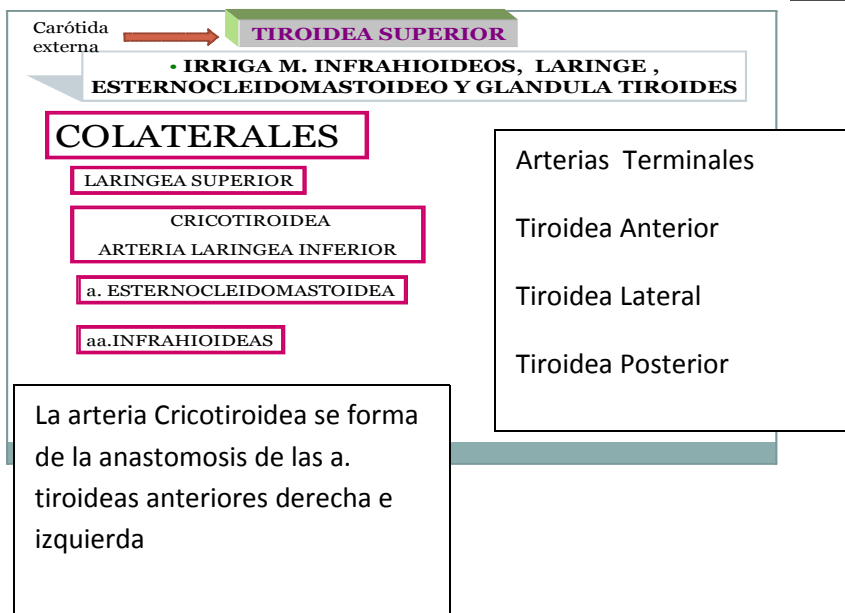 Carótida
externa
TIROIDEA SUPERIOR
• IRRIGA M. INFRAHIOIDEOS, LARINGE ,
ESTERNOCLEIDOMASTOIDEO Y GLANDULA TIROIDES
COLATERALES
LARINGEA SUPERIOR
CRICOTIROIDEA
ARTERIA LARINGEA INFERIOR
a. ESTERNOCLEIDOMASTOIDEA
aa.INFRAHIOIDEAS
Arterias Terminales
Tiroidea Anterior
Tiroidea Lateral
Tiroidea Posterior
La arteria Cricotiroidea se forma
de la anastomosis de las a.
tiroideas anteriores derecha e
izquierda